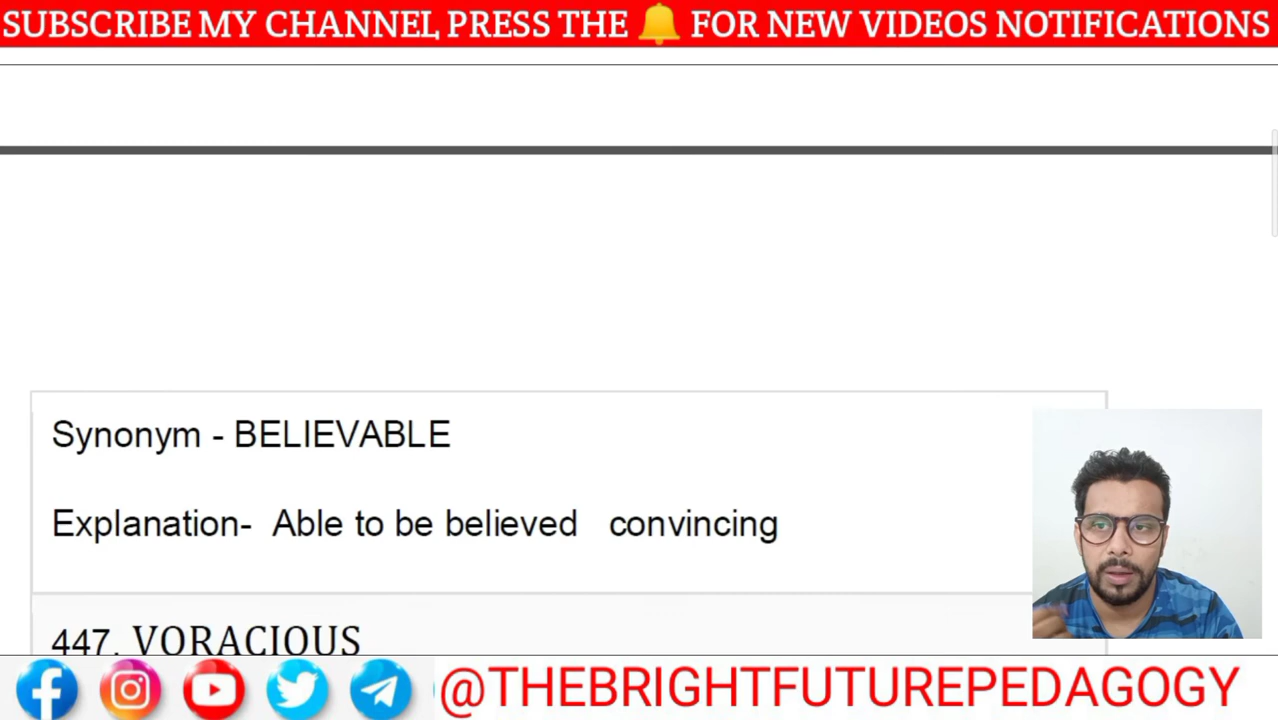 SUBSCRIBE MY CHANNEL, PRESS THE 🔔 FOR NEW VIDEOS NOTIFICATIONS
Synonym - BELIEVABLE
Explanation- Able to be believed convincing
447. VORACIOUS
@THEBRIGHTFUTUREPEDAGOGY